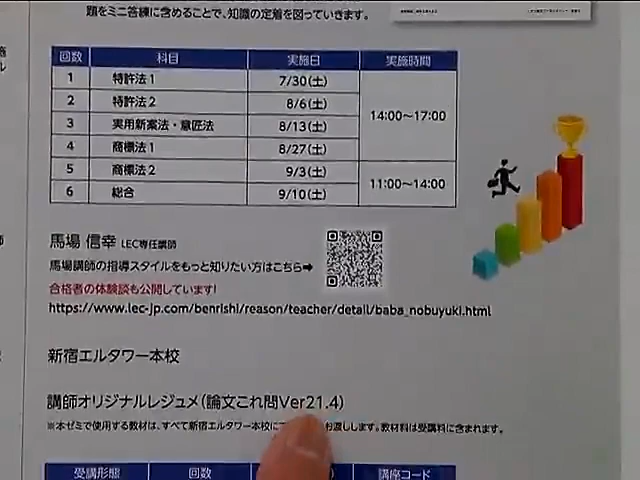 題をミニ答練に含めることで、知識の定着を図っていきます。
回数 科目 実施日 実施時間
1 特許法1 7/30(土) 14:00〜17:00
2 特許法2 8/6(土)
3 実用新案法・意匠法 8/13(土)
4 商標法1 8/27(土)
5 商標法2 9/3(土) 11:00〜14:00
6 総合 9/10(土)
馬場 信幸 LEC専任講師
馬場講師の指導スタイルをもっと知りたい方はこちら➡
合格者の体験談も公開しています!
https://www.lec-jp.com/benrishi/reason/teacher/detail/baba_nobuyuki.html
新宿エルタワー本校
講師オリジナルレジュメ(論文これ問Ver21.4)
※本ゼミで使用する教材は、すべて新宿エルタワー本校に お渡しします。教材料は受講料に含まれます。
受講形態 回数 講座コード